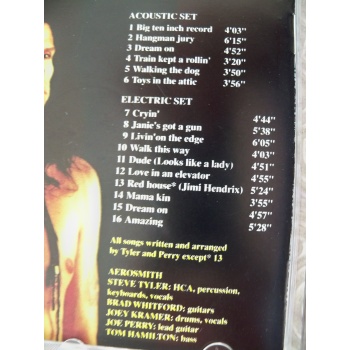 ACOUSTIC SET
1 Big ten inch record 4'03"
2 Hangman jury 6'15"
3 Dream on 4'52"
4 Train kept a rollin' 3'20"
5 Walking the dog 3'50"
6 Toys in the attic 3'56"
ELECTRIC SET
7 Cryin' 4'44"
8 Janie's got a gun 5'38"
9 Livin'on the edge 6'05"
10 Walk this way 4'03"
11 Dude (Looks like a lady) 4'51"
12 Love in an elevator 4'55"
13 Red house* (Jimi Hendrix) 5'24"
14 Mama kin 3'55"
15 Dream on 4'57"
16 Amazing 5'28"
All songs written and arranged
by Tyler and Perry except* 13
AEROSMITH
STEVE TYLER: HCA, percussion,
keyboards, vocals
BRAD WHITFORD: guitars
JOEY KRAMER: drums, vocals
JOE PERRY: lead guitar
TOM HAMILTON: bass